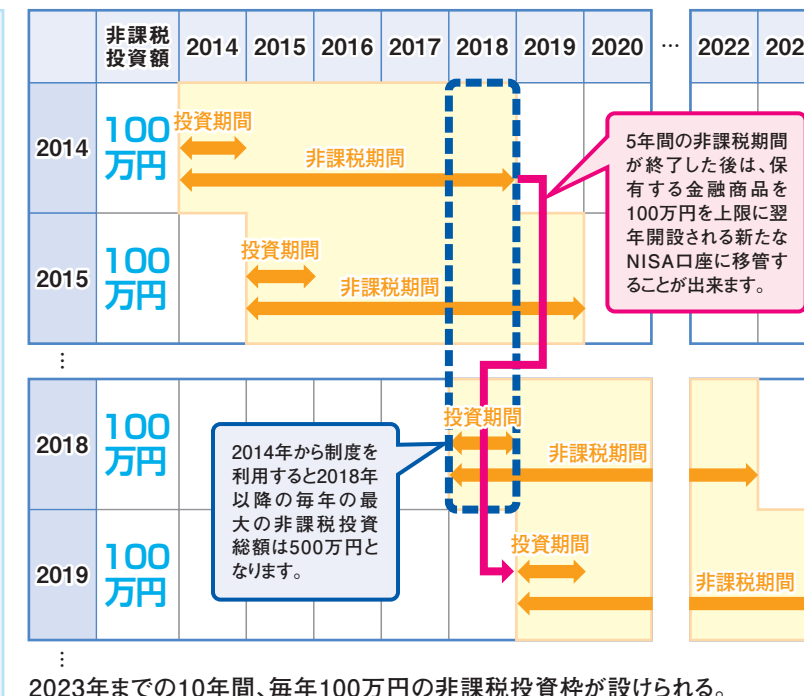 非課税
投資額 2014 2015 2016 2017 2018 2019 2020 … 2022 202
2014 100
万円
投資期間
非課税期間
5年間の非課税期間
が終了した後は、保
有する金融商品を
100万円を上限に翌
年開設される新たな
NISA口座に移管す
ることが出来ます。
2015 100
万円
投資期間
非課税期間
⋮
2018 100
万円
投資期間
非課税期間
2014年から制度を
利用すると2018年
以降の毎年の最
大の非課税投資
総額は500万円と
なります。
2019 100
万円
投資期間
非課税期間
⋮
2023年までの10年間、毎年100万円の非課税投資枠が設けられる。